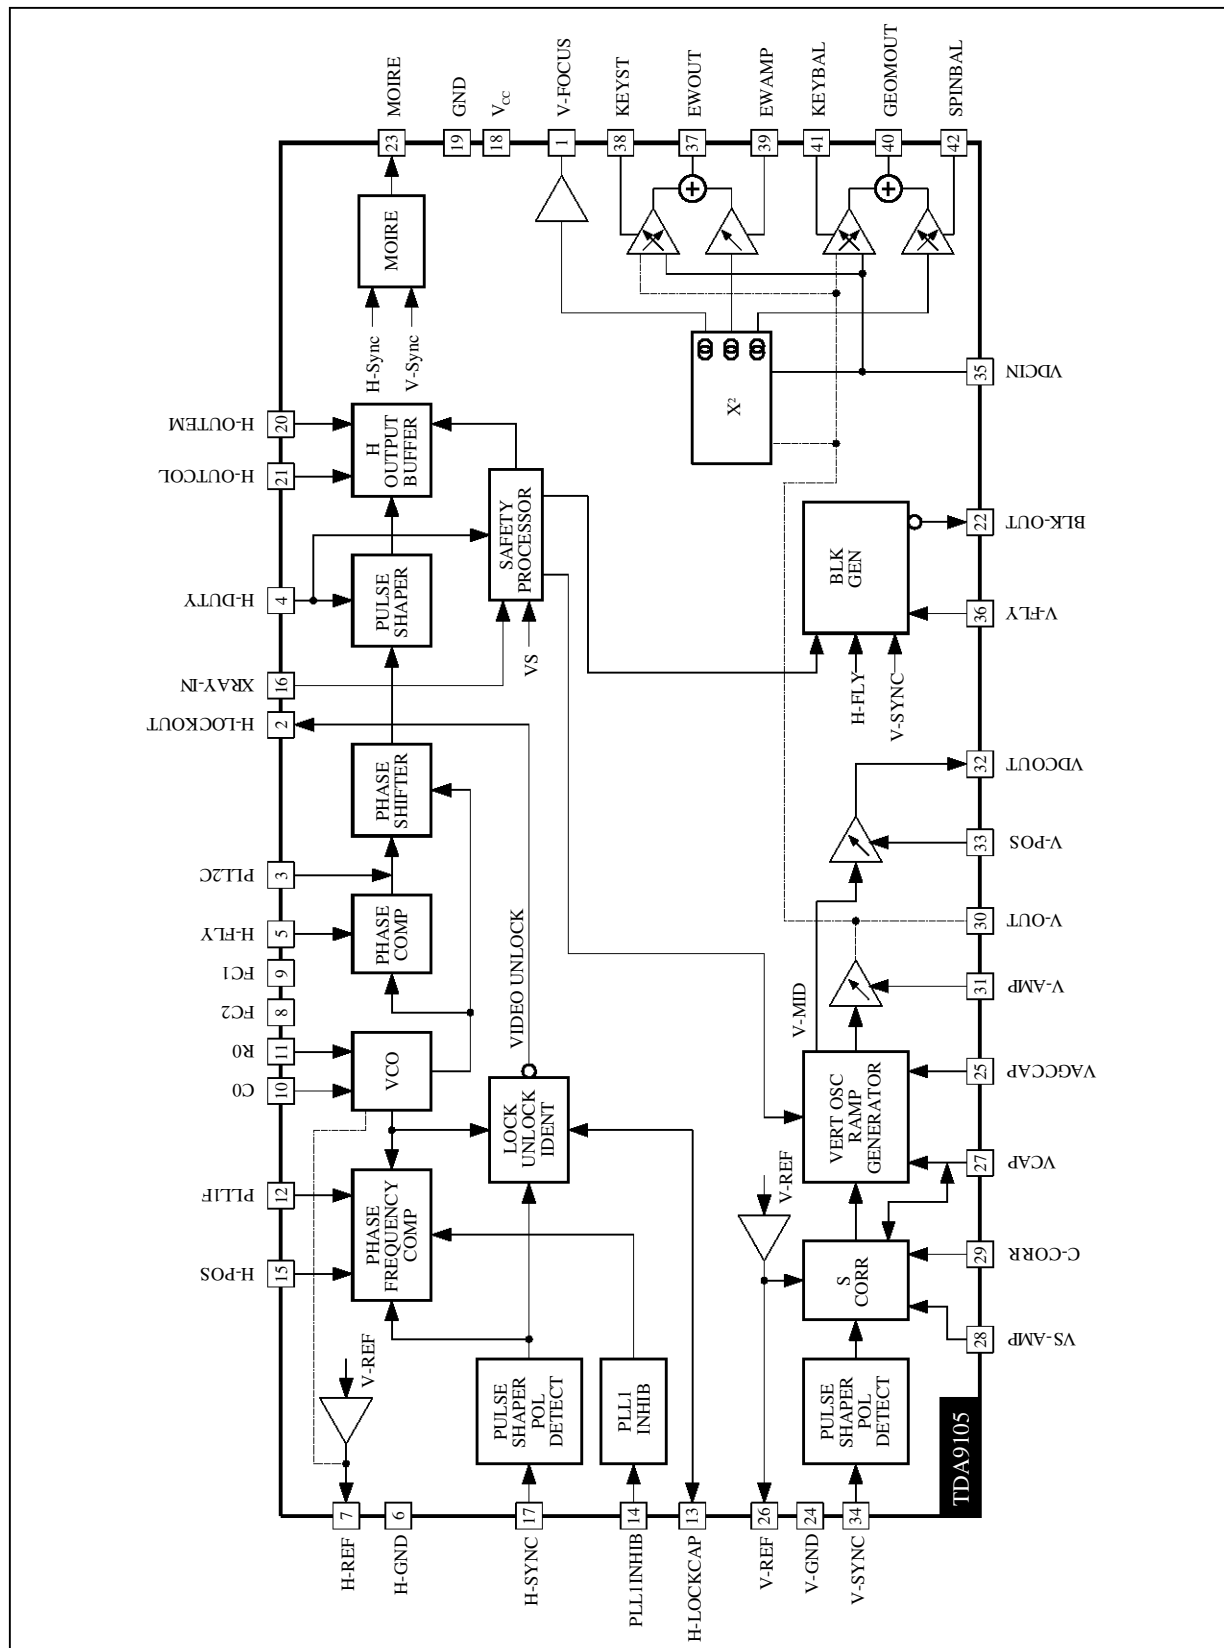 MOIRE
GND
VCC
V-FOCUS
KEYST
EWOUT
EWAMP
KEYBAL
GEOMOUT
SPINBAL
23
19
18
1
38
37
39
41
40
42
MOIRE
H-Sync
V-Sync
X²
H-OUTEM
20
H-OUTCOL
21
H-DUTY
4
XRAY-IN
16
H-LOCKOUT
2
PLL2C
3
H-FLY
5
FC1
9
FC2
8
R0
11
C0
10
PLL1F
12
H-POS
15
H
OUTPUT
BUFFER
SAFETY
PROCESSOR
VS
PULSE
SHAPER
PHASE
SHIFTER
PHASE
COMP
VCO
VIDEO UNLOCK
LOCK
UNLOCK
IDENT
PHASE
FREQUENCY
COMP
V-REF
PULSE
SHAPER
POL
DETECT
PLL1
INHIB
BLK
GEN
H-FLY
V-SYNC
V-MID
VERT OSC
RAMP
GENERATOR
V-REF
S
CORR
PULSE
SHAPER
POL
DETECT
35
VDCIN
22
BLK-OUT
36
V-FLY
32
VDCOUT
33
V-POS
30
V-OUT
31
V-AMP
25
VAGCCAP
27
VCAP
29
C-CORR
28
VS-AMP
TDA9105
7
6
17
14
13
26
24
34
H-REF
H-GND
H-SYNC
PLL1INHIB
H-LOCKCAP
V-REF
V-GND
V-SYNC